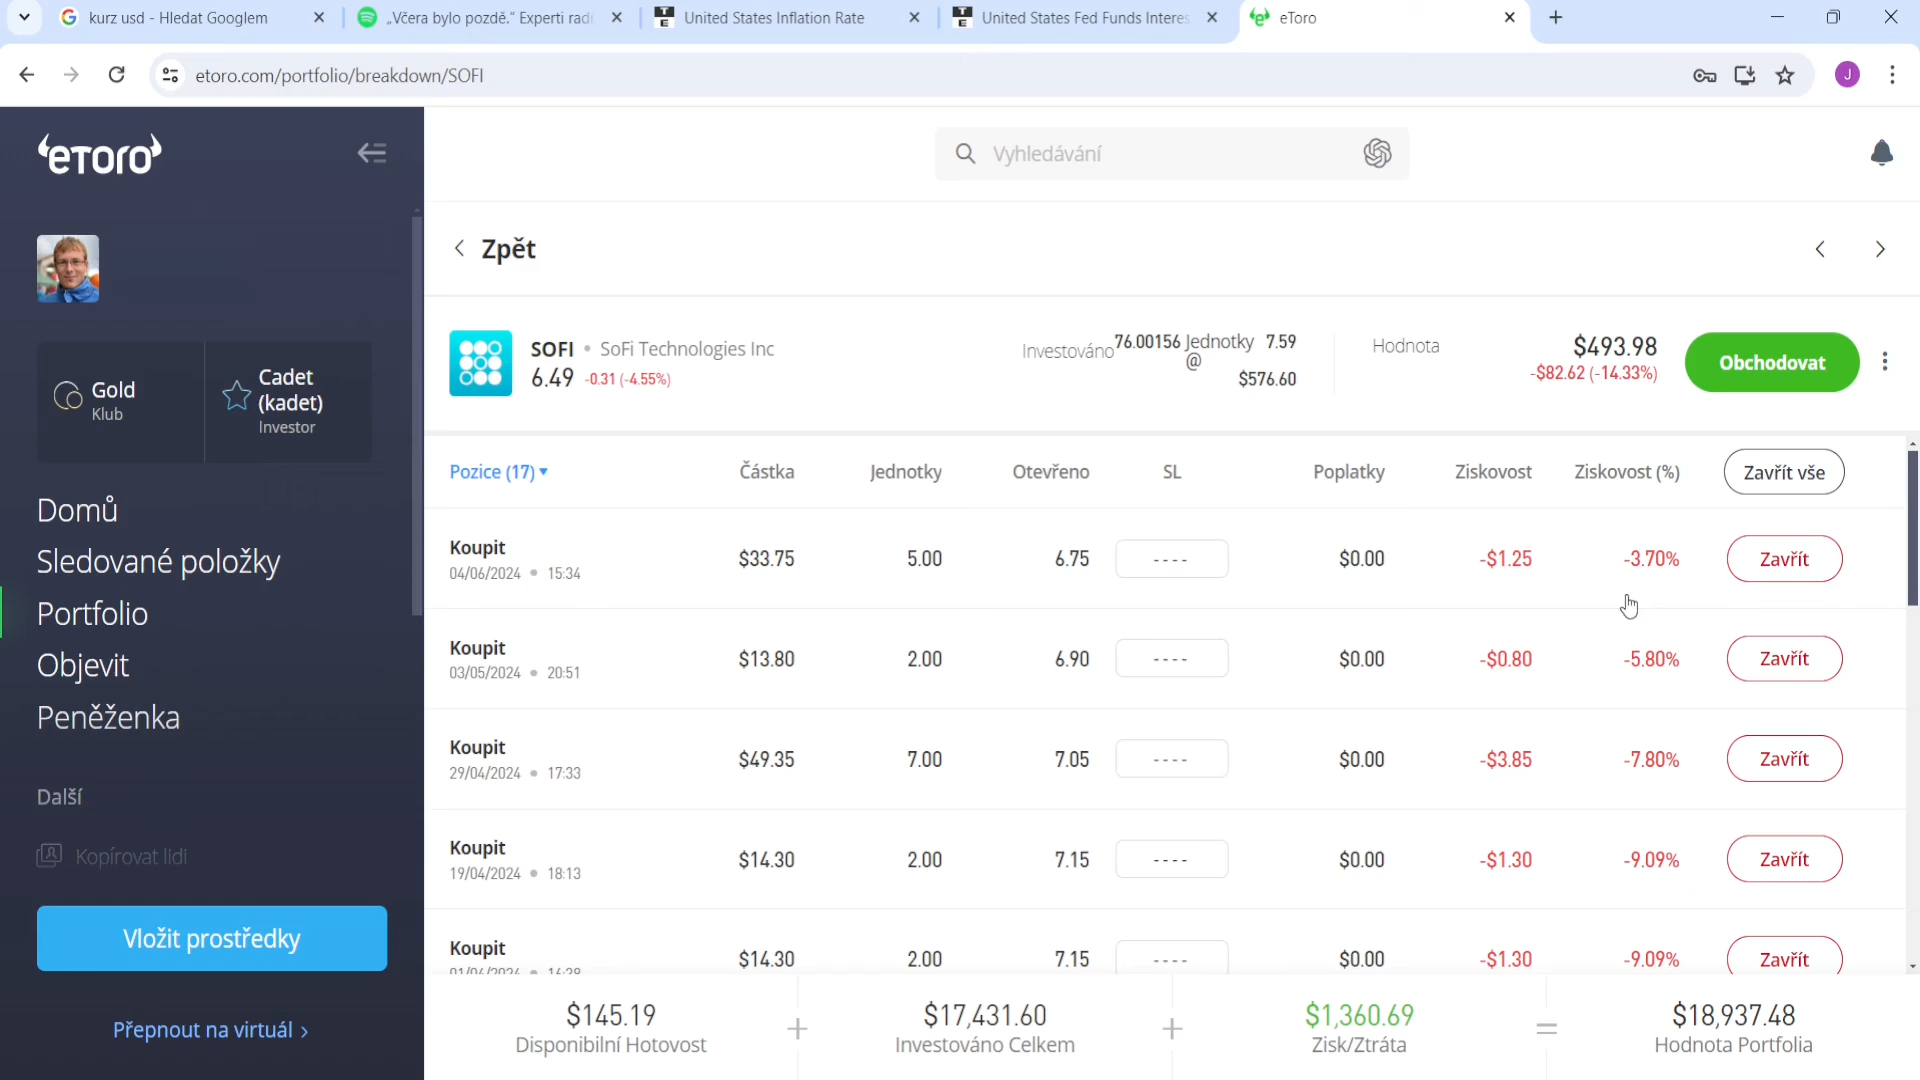 kurz usd - Hledat Googlem
„Včera bylo pozdě.“ Experti radí
United States Inflation Rate
United States Fed Funds Interes
eToro
etoro.com/portfolio/breakdown/SOFI
J
eToro
Vyhledávání
Gold
Klub
Cadet
(kadet)
Investor
Domů
Sledované položky
Portfolio
Objevit
Peněženka
Další
Kopírovat lidi
Vložit prostředky
Přepnout na virtuál
Zpět
SOFI • SoFi Technologies Inc
6.49 -0.31 (-4.55%)
Investováno 76.00156 Jednotky 7.59
@
$576.60
Hodnota $493.98
-$82.62 (-14.33%)
Obchodovat
Pozice (17) Částka Jednotky Otevřeno SL Poplatky Ziskovost Ziskovost (%) Zavřít vše
Koupit
04/06/2024 • 15:34
$33.75 5.00 6.75 ---- $0.00 -$1.25 -3.70% Zavřít
Koupit
03/05/2024 • 20:51
$13.80 2.00 6.90 ---- $0.00 -$0.80 -5.80% Zavřít
Koupit
29/04/2024 • 17:33
$49.35 7.00 7.05 ---- $0.00 -$3.85 -7.80% Zavřít
Koupit
19/04/2024 • 18:13
$14.30 2.00 7.15 ---- $0.00 -$1.30 -9.09% Zavřít
Koupit
$14.30 2.00 7.15 ---- $0.00 -$1.30 -9.09% Zavřít
$145.19 + $17,431.60 + $1,360.69 = $18,937.48
Disponibilní Hotovost Investováno Celkem Zisk/Ztráta Hodnota Portfolia